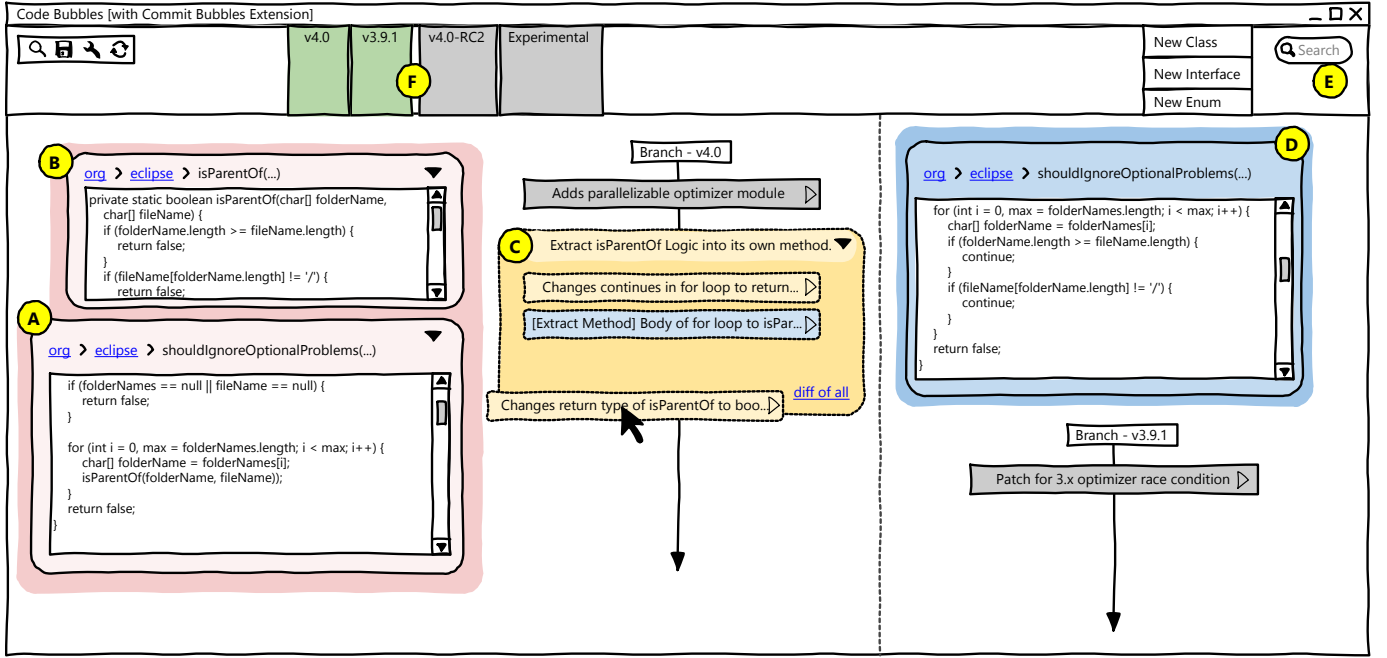 Code Bubbles [with Commit Bubbles Extension]
v4.0
v3.9.1
v4.0-RC2
Experimental
F
New Class
New Interface
New Enum
Search
E
B
org > eclipse > isParentOf(...)
private static boolean isParentOf(char[] folderName,
char[] fileName) {
if (folderName.length >= fileName.length) {
return false;
}
if (fileName[folderName.length] != '/') {
return false;
A
org > eclipse > shouldIgnoreOptionalProblems(...)
if (folderNames == null || fileName == null) {
return false;
}
for (int i = 0, max = folderNames.length; i < max; i++) {
char[] folderName = folderNames[i];
isParentOf(folderName, fileName));
}
return false;
}
Branch - v4.0
Adds parallelizable optimizer module
C
Extract isParentOf Logic into its own method.
Changes continues in for loop to return...
[Extract Method] Body of for loop to isPar...
diff of all
Changes return type of isParentOf to boo...
D
org > eclipse > shouldIgnoreOptionalProblems(...)
for (int i = 0, max = folderNames.length; i < max; i++) {
char[] folderName = folderNames[i];
if (folderName.length >= fileName.length) {
continue;
}
if (fileName[folderName.length] != '/') {
continue;
}
}
return false;
}
Branch - v3.9.1
Patch for 3.x optimizer race condition